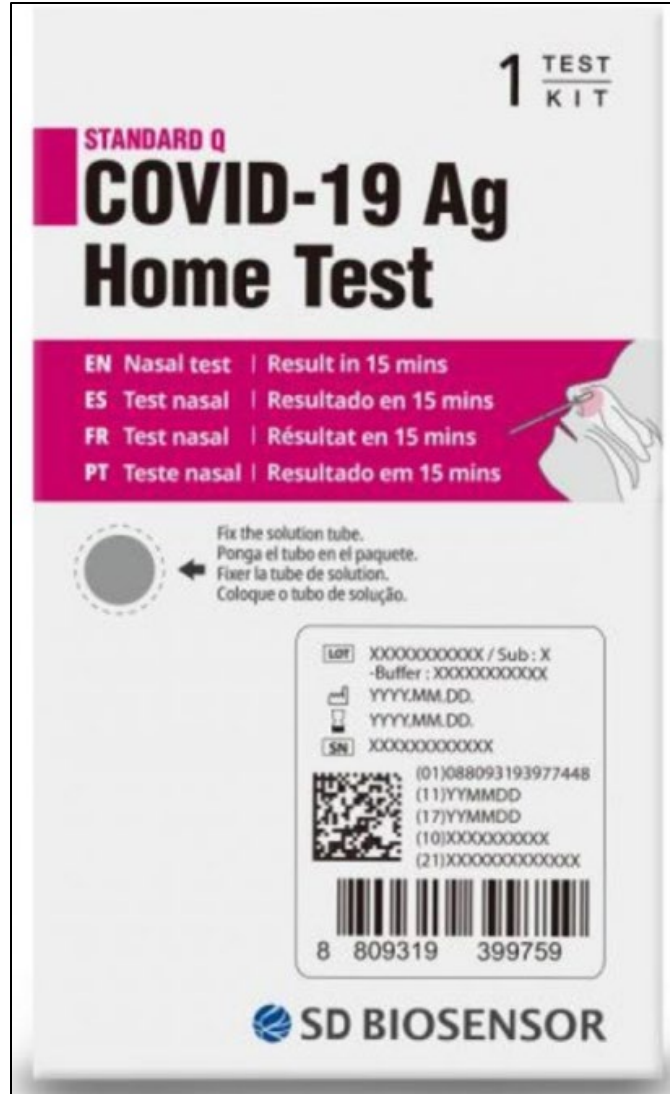 1 TEST KIT
STANDARD Q
COVID-19 Ag
Home Test
EN Nasal test | Result in 15 mins
ES Test nasal | Resultado en 15 mins
FR Test nasal | Résultat en 15 mins
PT Teste nasal | Resultado em 15 mins
Fix the solution tube.
Ponga el tubo en el paquete.
Fixer la tube de solution.
Coloque o tubo de solução.
LOT XXXXXXXXXXX / Sub : X
-Buffer : XXXXXXXXXXX
YYYY.MM.DD.
YYYY.MM.DD.
SN XXXXXXXXXXXX
(01)088093193977448
(11)YYMMDD
(17)YYMMDD
(10)XXXXXXXXXX
(21)XXXXXXXXXXXXX
8 809319 399759
SD BIOSENSOR